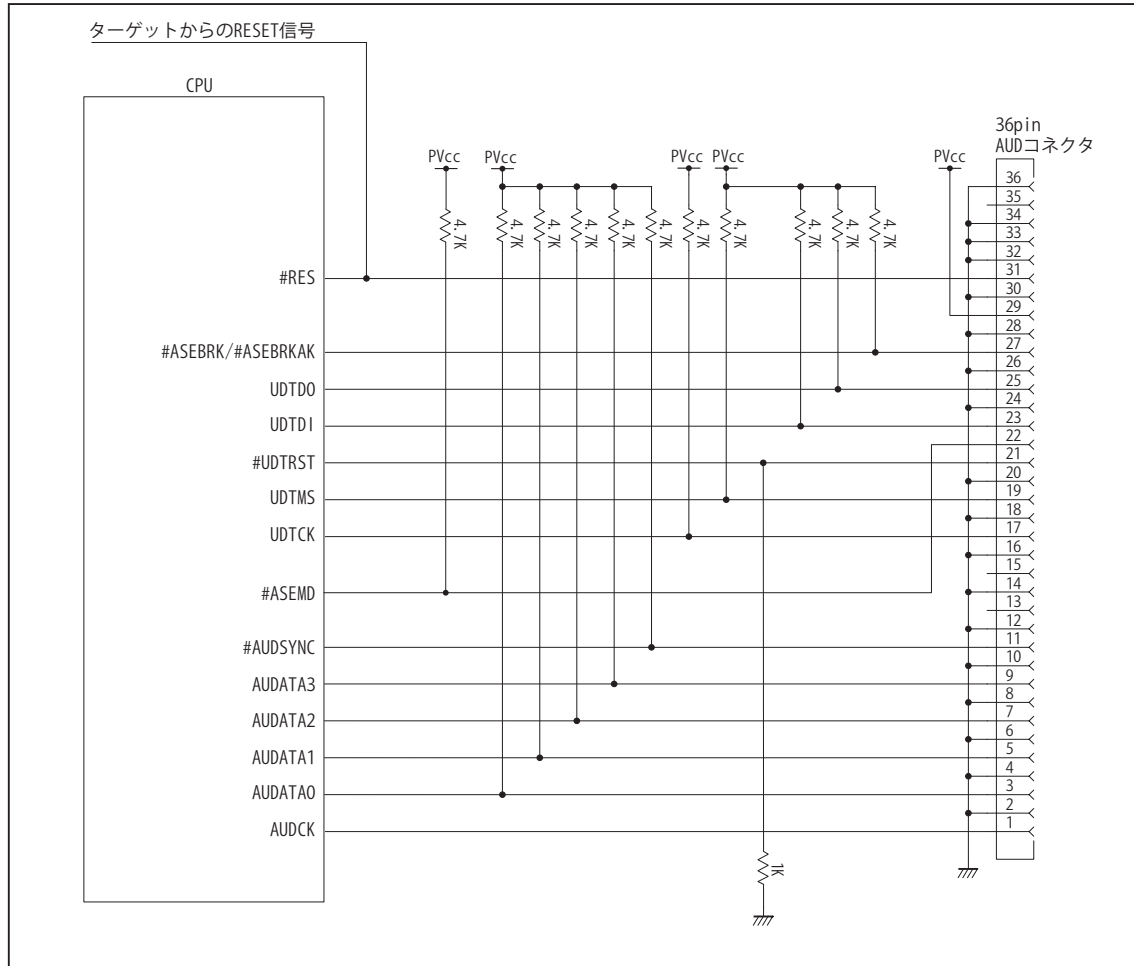 ターゲットからのRESET信号
CPU
36pin
AUDコネクタ
PVcc PVcc PVcc PVcc PVcc
4.7K 4.7K 4.7K 4.7K 4.7K 4.7K 4.7K 4.7K 4.7K 4.7K 4.7K
36
35
34
33
32
#RES 31
30
29
28
#ASEBRK/#ASEBRKAK 27
26
UDTDO 25
24
UDTDI 23
22
#UDTRST 21
20
UDTMS 19
18
UDTCK 17
16
15
#ASEMD 14
13
12
#AUDSYNC 11
10
AUDATA3 9
8
AUDATA2 7
6
AUDATA1 5
4
AUDATA0 3
2
AUDCK 1
1K